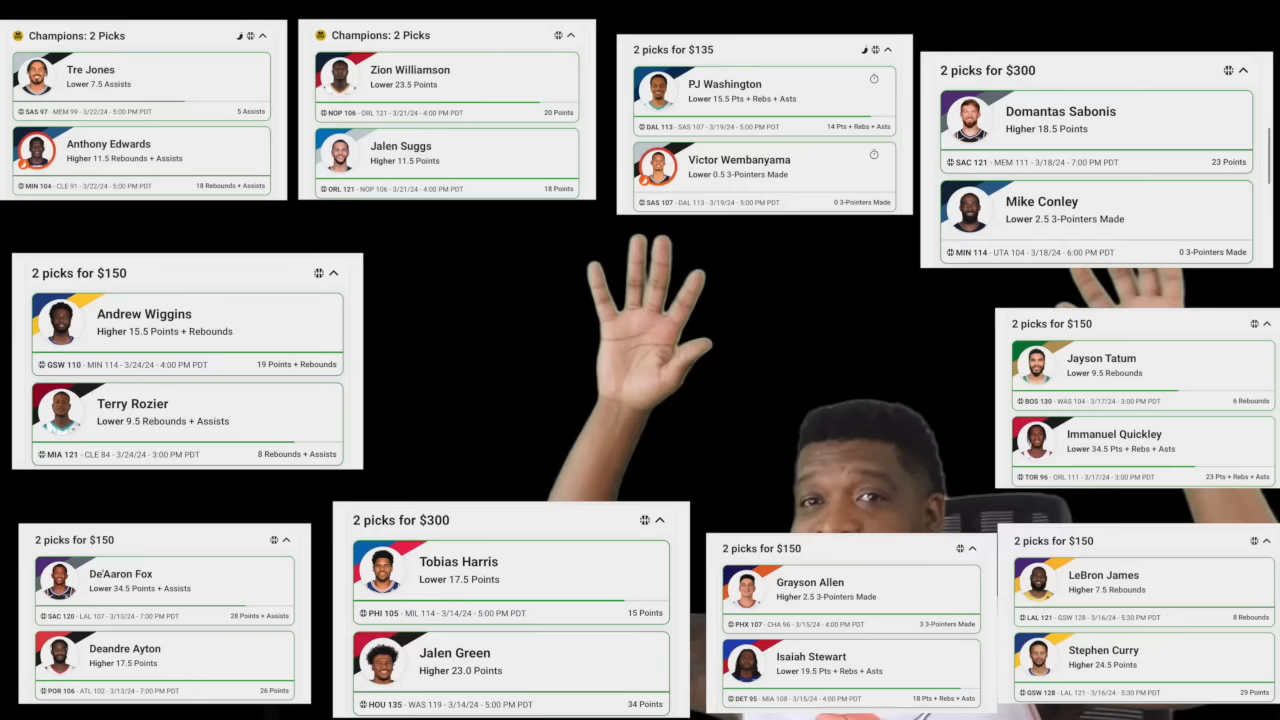 Champions: 2 Picks
Tre Jones
Lower 7.5 Assists
SAS 97 - MEM 99 - 3/22/24 - 5:00 PM PDT 5 Assists
Anthony Edwards
Higher 11.5 Rebounds + Assists
MIN 104 - CLE 91 - 3/22/24 - 5:00 PM PDT 18 Rebounds + Assists
Champions: 2 Picks
Zion Williamson
Lower 23.5 Points
NOP 106 - ORL 121 - 3/21/24 - 4:00 PM PDT 20 Points
Jalen Suggs
Higher 11.5 Points
ORL 121 - NOP 106 - 3/21/24 - 4:00 PM PDT 18 Points
2 picks for $135
PJ Washington
Lower 15.5 Pts + Rebs + Asts
DAL 113 - SAS 107 - 3/19/24 - 5:00 PM PDT 14 Pts + Rebs + Asts
Victor Wembanyama
Lower 0.5 3-Pointers Made
SAS 107 - DAL 113 - 3/19/24 - 5:00 PM PDT 0 3-Pointers Made
2 picks for $300
Domantas Sabonis
Higher 18.5 Points
SAC 121 - MEM 111 - 3/18/24 - 7:00 PM PDT 23 Points
Mike Conley
Lower 2.5 3-Pointers Made
MIN 114 - UTA 104 - 3/18/24 - 6:00 PM PDT 0 3-Pointers Made
2 picks for $150
Andrew Wiggins
Higher 15.5 Points + Rebounds
GSW 110 - MIN 114 - 3/24/24 - 4:00 PM PDT 19 Points + Rebounds
Terry Rozier
Lower 9.5 Rebounds + Assists
MIA 121 - CLE 84 - 3/24/24 - 3:00 PM PDT 8 Rebounds + Assists
2 picks for $150
Jayson Tatum
Lower 9.5 Rebounds
BOS 130 - WAS 104 - 3/17/24 - 3:00 PM PDT 6 Rebounds
Immanuel Quickley
Lower 34.5 Pts + Rebs + Asts
TOR 96 - ORL 111 - 3/17/24 - 3:00 PM PDT 23 Pts + Rebs + Asts
2 picks for $150
De'Aaron Fox
Lower 34.5 Points + Assists
SAC 120 - LAL 107 - 3/13/24 - 7:00 PM PDT 28 Points + Assists
Deandre Ayton
Higher 17.5 Points
POR 106 - ATL 102 - 3/13/24 - 7:00 PM PDT 26 Points
2 picks for $300
Tobias Harris
Lower 17.5 Points
PHI 105 - MIL 114 - 3/14/24 - 5:00 PM PDT 15 Points
Jalen Green
Higher 23.0 Points
HOU 135 - WAS 119 - 3/14/24 - 5:00 PM PDT 34 Points
2 picks for $150
Grayson Allen
Higher 2.5 3-Pointers Made
PHX 107 - CHA 96 - 3/15/24 - 4:00 PM PDT 3 3-Pointers Made
Isaiah Stewart
Lower 19.5 Pts + Rebs + Asts
DET 95 - MIA 108 - 3/15/24 - 4:00 PM PDT 18 Pts + Rebs + Asts
2 picks for $150
LeBron James
Higher 7.5 Rebounds
LAL 121 - GSW 128 - 3/16/24 - 5:30 PM PDT 8 Rebounds
Stephen Curry
Higher 24.5 Points
GSW 128 - LAL 121 - 3/16/24 - 5:30 PM PDT 29 Points